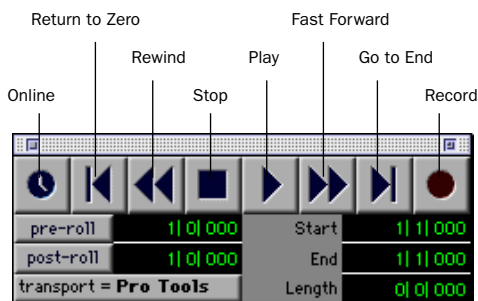 Return to Zero Fast Forward
Rewind Play Go to End
Online Stop Record
pre-roll 1| 0| 000 Start 1| 1| 000
post-roll 1| 0| 000 End 1| 1| 000
transport = Pro Tools Length 0| 0| 000